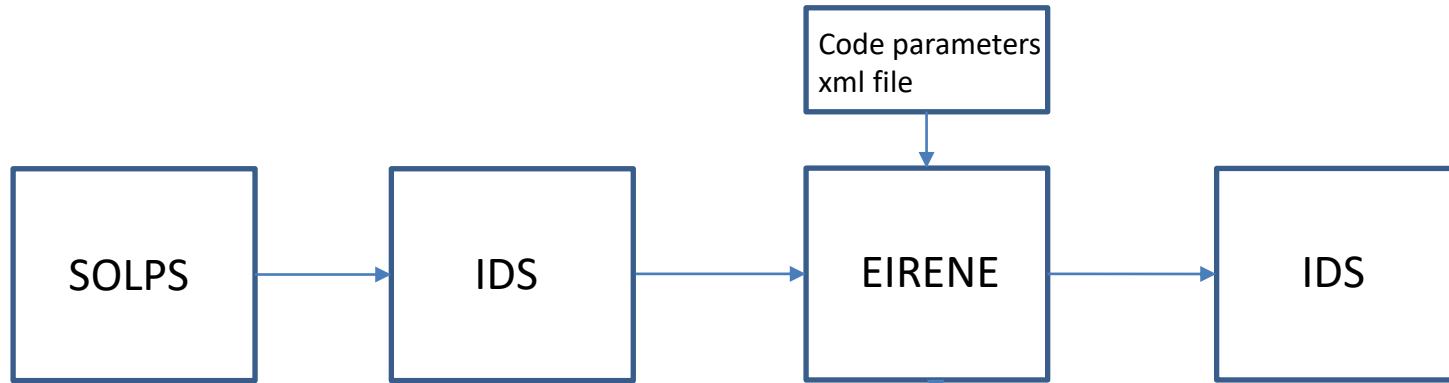 Code parameters
xml file
SOLPS
IDS
EIRENE
IDS